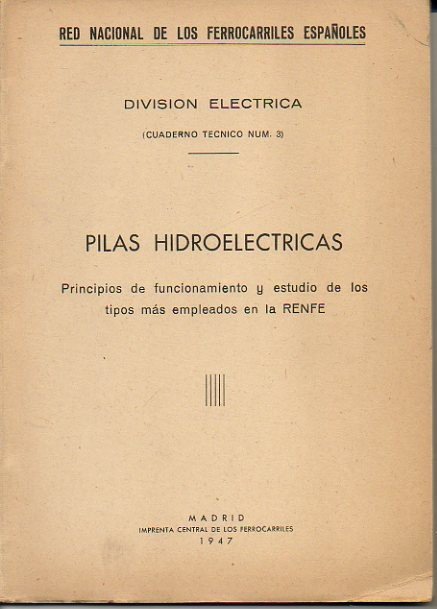 RED NACIONAL DE LOS FERROCARRILES ESPAÑOLES
DIVISION ELECTRICA
(CUADERNO TECNICO NUM. 3)
PILAS HIDROELECTRICAS
Principios de funcionamiento y estudio de los
tipos más empleados en la RENFE
MADRID
IMPRENTA CENTRAL DE LOS FERROCARRILES
1947